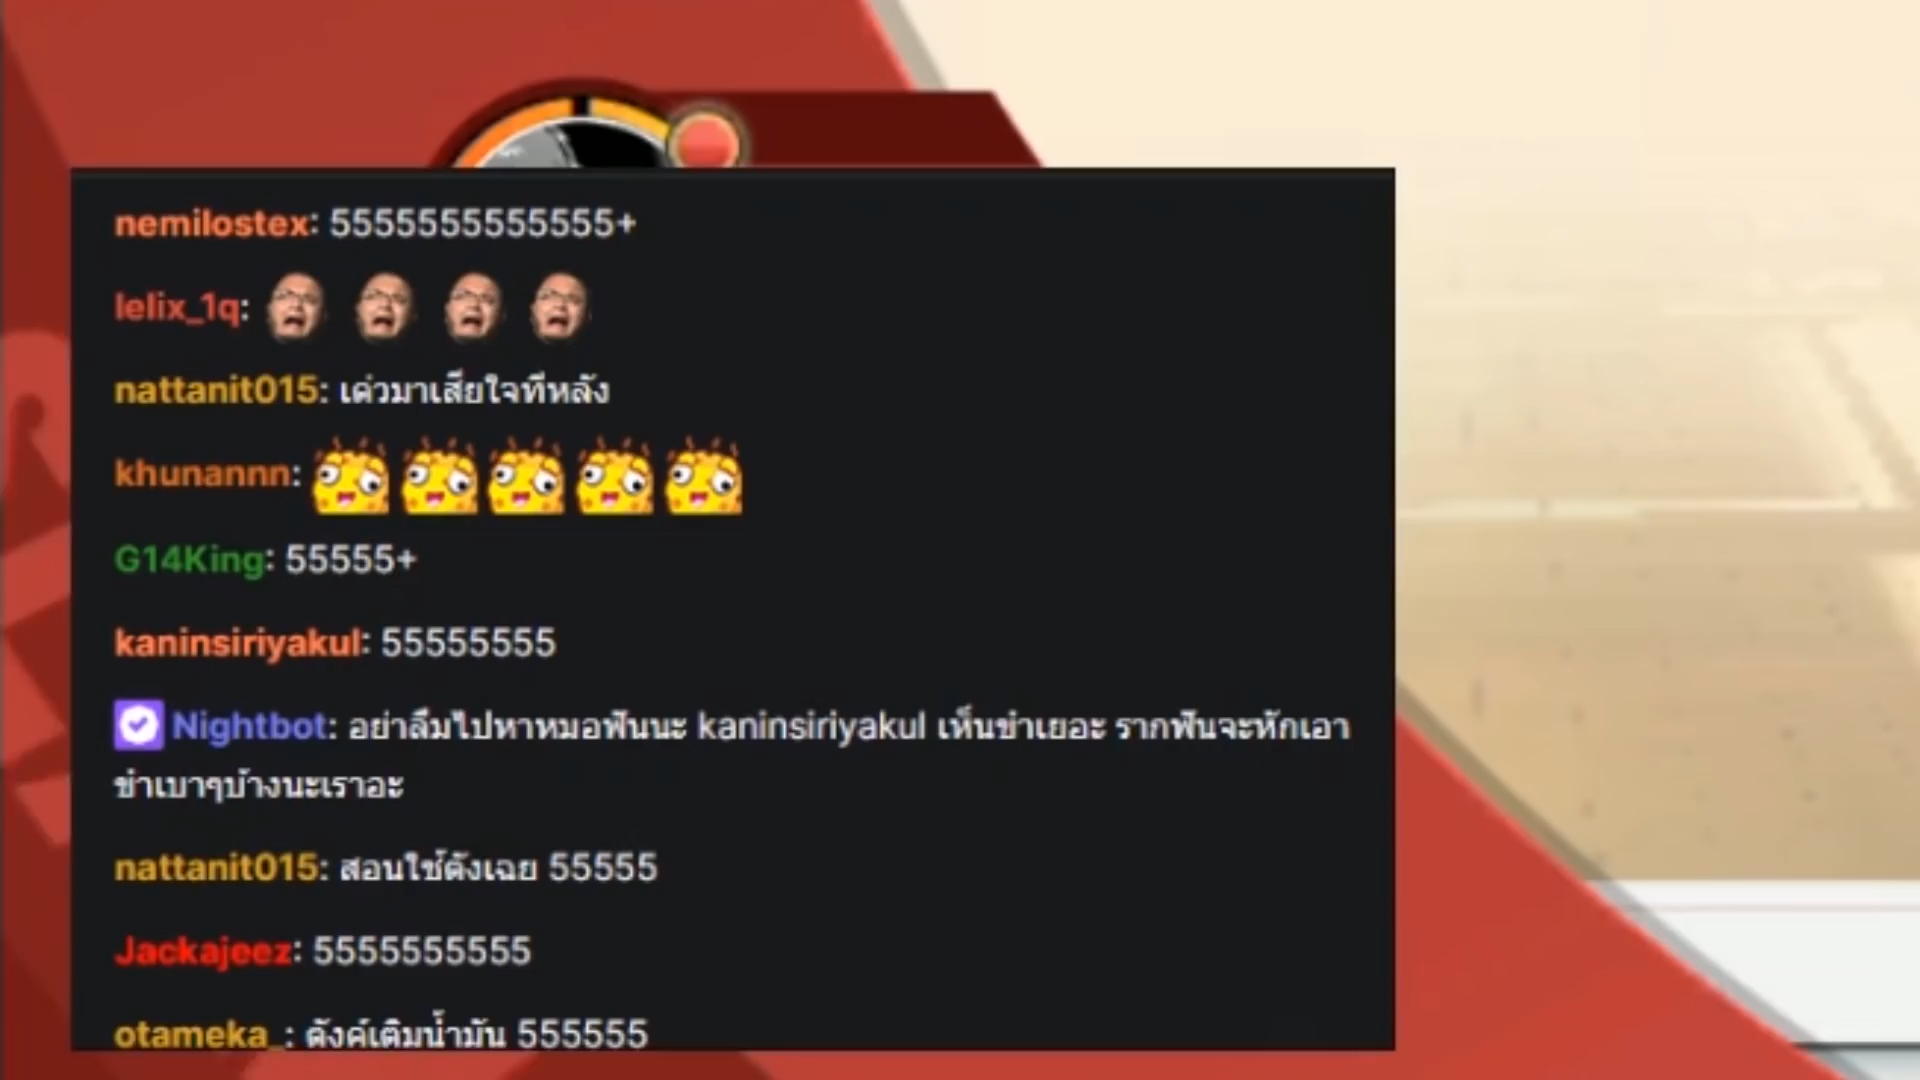 nemilostex: 5555555555555+
lelix_1q:
nattanit015: เด่วมาเสียใจทีหลัง
khunannn:
G14King: 55555+
kaninsiriyakul: 55555555
Nightbot: อย่าลืมไปหาหมอฟันนะ kaninsiriyakul เห็นขำเยอะ รากฟันจะหักเอา
ขำเบาๆบ้างนะเราอะ
nattanit015: สอนใช้ตังเฉย 55555
Jackajeez: 5555555555
otameka_: ตังค์เติมน้ำมัน 555555